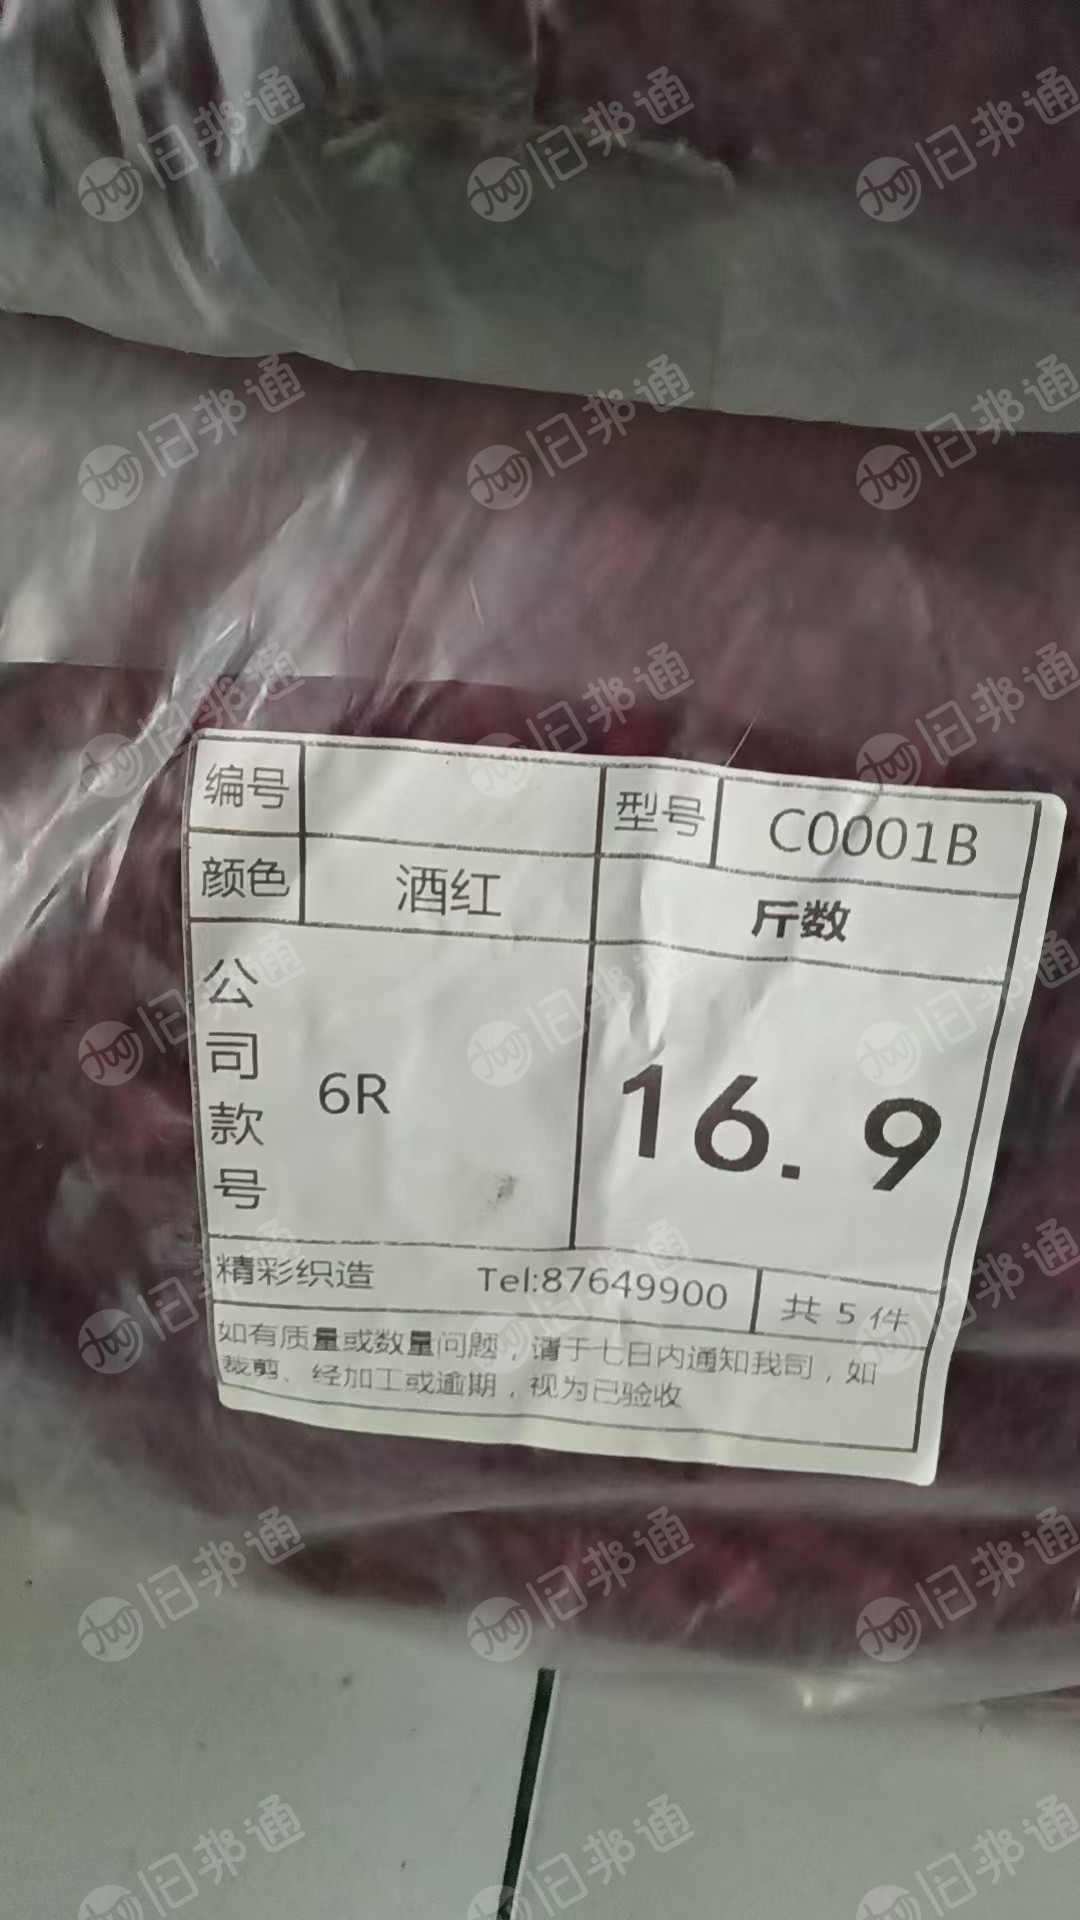 编号 型号 C0001B
颜色 酒红 斤数
公司款号 6R 16.9
精彩织造 Tel:87649900 共 5 件
如有质量或数量问题，请于七日内通知我司，如
裁剪、经加工或逾期，视为已验收
旧邦通